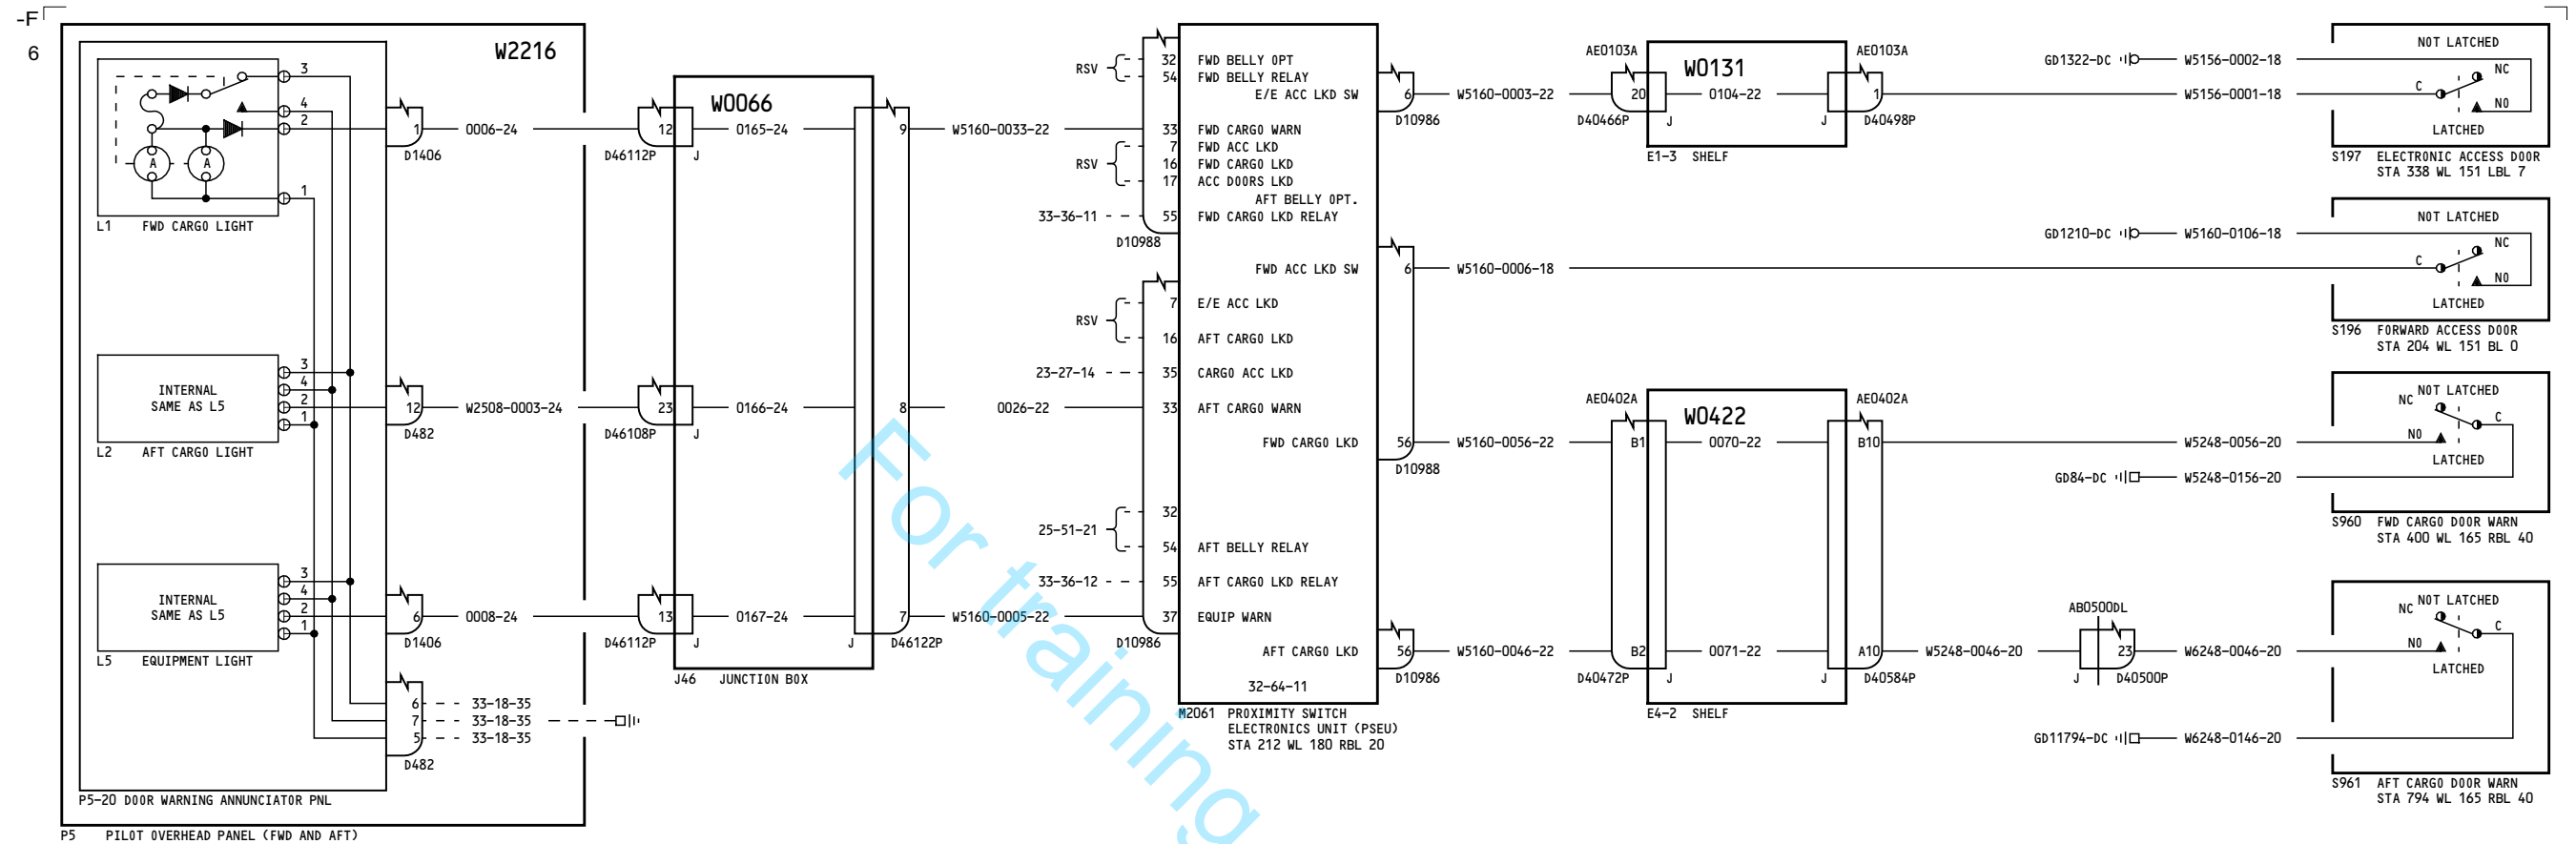 -F
6
W2216
3
4
2
1
A
A
L1 FWD CARGO LIGHT
1
D1406
0006-24
INTERNAL
SAME AS L5
3
4
2
1
L2 AFT CARGO LIGHT
12
D482
W2508-0003-24
INTERNAL
SAME AS L5
3
4
2
1
L5 EQUIPMENT LIGHT
6
D1406
0008-24
6
7
5
D482
33-18-35
33-18-35
33-18-35
P5-20 DOOR WARNING ANNUNCIATOR PNL
P5 PILOT OVERHEAD PANEL (FWD AND AFT)
W0066
12
D46112P
J
0165-24
9
W5160-0033-22
23
D46108P
J
0166-24
8
0026-22
13
D46112P
J
0167-24
7
J
D46122P
W5160-0005-22
J46 JUNCTION BOX
RSV
32 FWD BELLY OPT
54 FWD BELLY RELAY
E/E ACC LKD SW
33 FWD CARGO WARN
RSV
7 FWD ACC LKD
16 FWD CARGO LKD
17 ACC DOORS LKD
AFT BELLY OPT.
33-36-11
55 FWD CARGO LKD RELAY
D10988
FWD ACC LKD SW
RSV
7 E/E ACC LKD
16 AFT CARGO LKD
23-27-14
35 CARGO ACC LKD
33 AFT CARGO WARN
FWD CARGO LKD
25-51-21
32
54 AFT BELLY RELAY
33-36-12
55 AFT CARGO LKD RELAY
37 EQUIP WARN
D10986
AFT CARGO LKD
32-64-11
M2061 PROXIMITY SWITCH
ELECTRONICS UNIT (PSEU)
STA 212 WL 180 RBL 20
6
D10986
W5160-0003-22
6
W5160-0006-18
56
D10988
W5160-0056-22
56
D10986
W5160-0046-22
AE0103A
20
D40466P
J
W0131
0104-22
AE0103A
1
J
D40498P
E1-3 SHELF
AE0402A
B1
W0422
0070-22
AE0402A
B10
B2
0071-22
A10
D40472P
J
J
D40584P
E4-2 SHELF
W5248-0046-20
AB0500DL
23
J
D40500P
GD1322-DC
W5156-0002-18
W5156-0001-18
NOT LATCHED
NC
C
NO
LATCHED
S197 ELECTRONIC ACCESS DOOR
STA 338 WL 151 LBL 7
GD1210-DC
W5160-0106-18
NOT LATCHED
NC
C
NO
LATCHED
S196 FORWARD ACCESS DOOR
STA 204 WL 151 BL 0
W5248-0056-20
GD84-DC
W5248-0156-20
NOT LATCHED
NC
C
NO
LATCHED
S960 FWD CARGO DOOR WARN
STA 400 WL 165 RBL 40
W6248-0046-20
GD11794-DC
W6248-0146-20
NOT LATCHED
NC
C
NO
LATCHED
S961 AFT CARGO DOOR WARN
STA 794 WL 165 RBL 40
For training